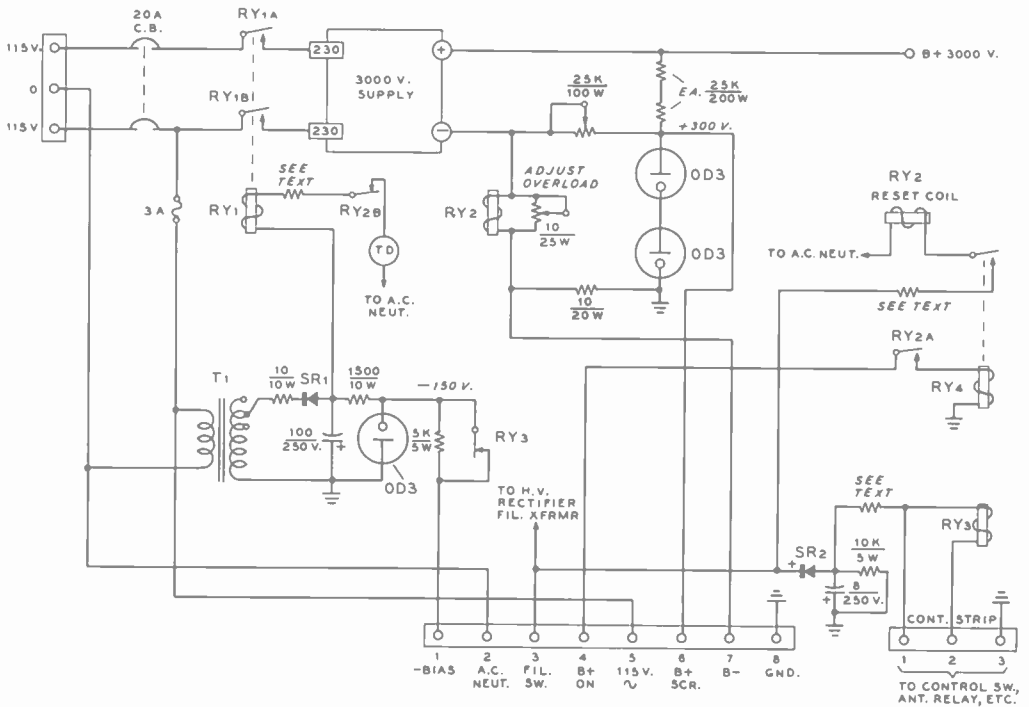 20A
C.B.
RY1A
115V.
230
+
B+ 3000 V.
0
3000 V.
SUPPLY
25K
100W
EA. 25K
200W
RY1B
115V
230
−
+300 V.
SEE
TEXT
ADJUST
OVERLOAD
0D3
RY2
RESET COIL
3A
RY1
RY2B
RY2
10
25W
TD
0D3
TO A.C. NEUT.
TO A.C.
NEUT.
10
20W
SEE TEXT
RY2A
T1
10
10W
SR1
1500
10W
−150 V.
RY4
100
250V.
+
5K
5W
RY3
0D3
TO H.V.
RECTIFIER
FIL. XFRMR
SEE
TEXT
RY3
SR2
+
10K
5W
8
250V.
+
CONT. STRIP
1
2
3
4
5
6
7
8
−BIAS
A.C.
NEUT.
FIL.
SW.
B+
ON
115V.
∿
B+
SCR.
B−
GND.
1
2
3
TO CONTROL SW.,
ANT. RELAY, ETC.